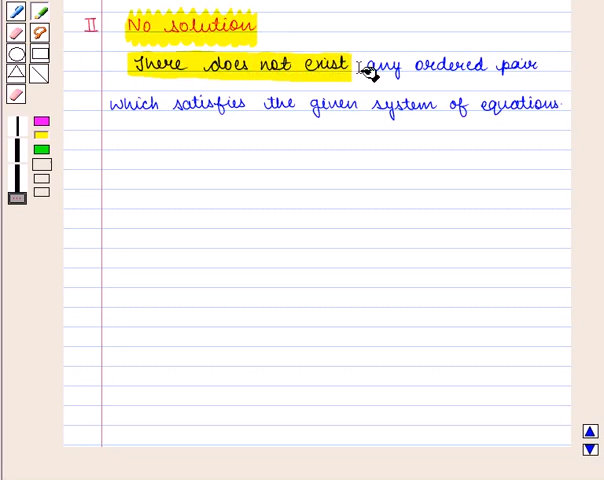 II No solution
There does not exist any ordered pair
which satisfies the given system of equations.